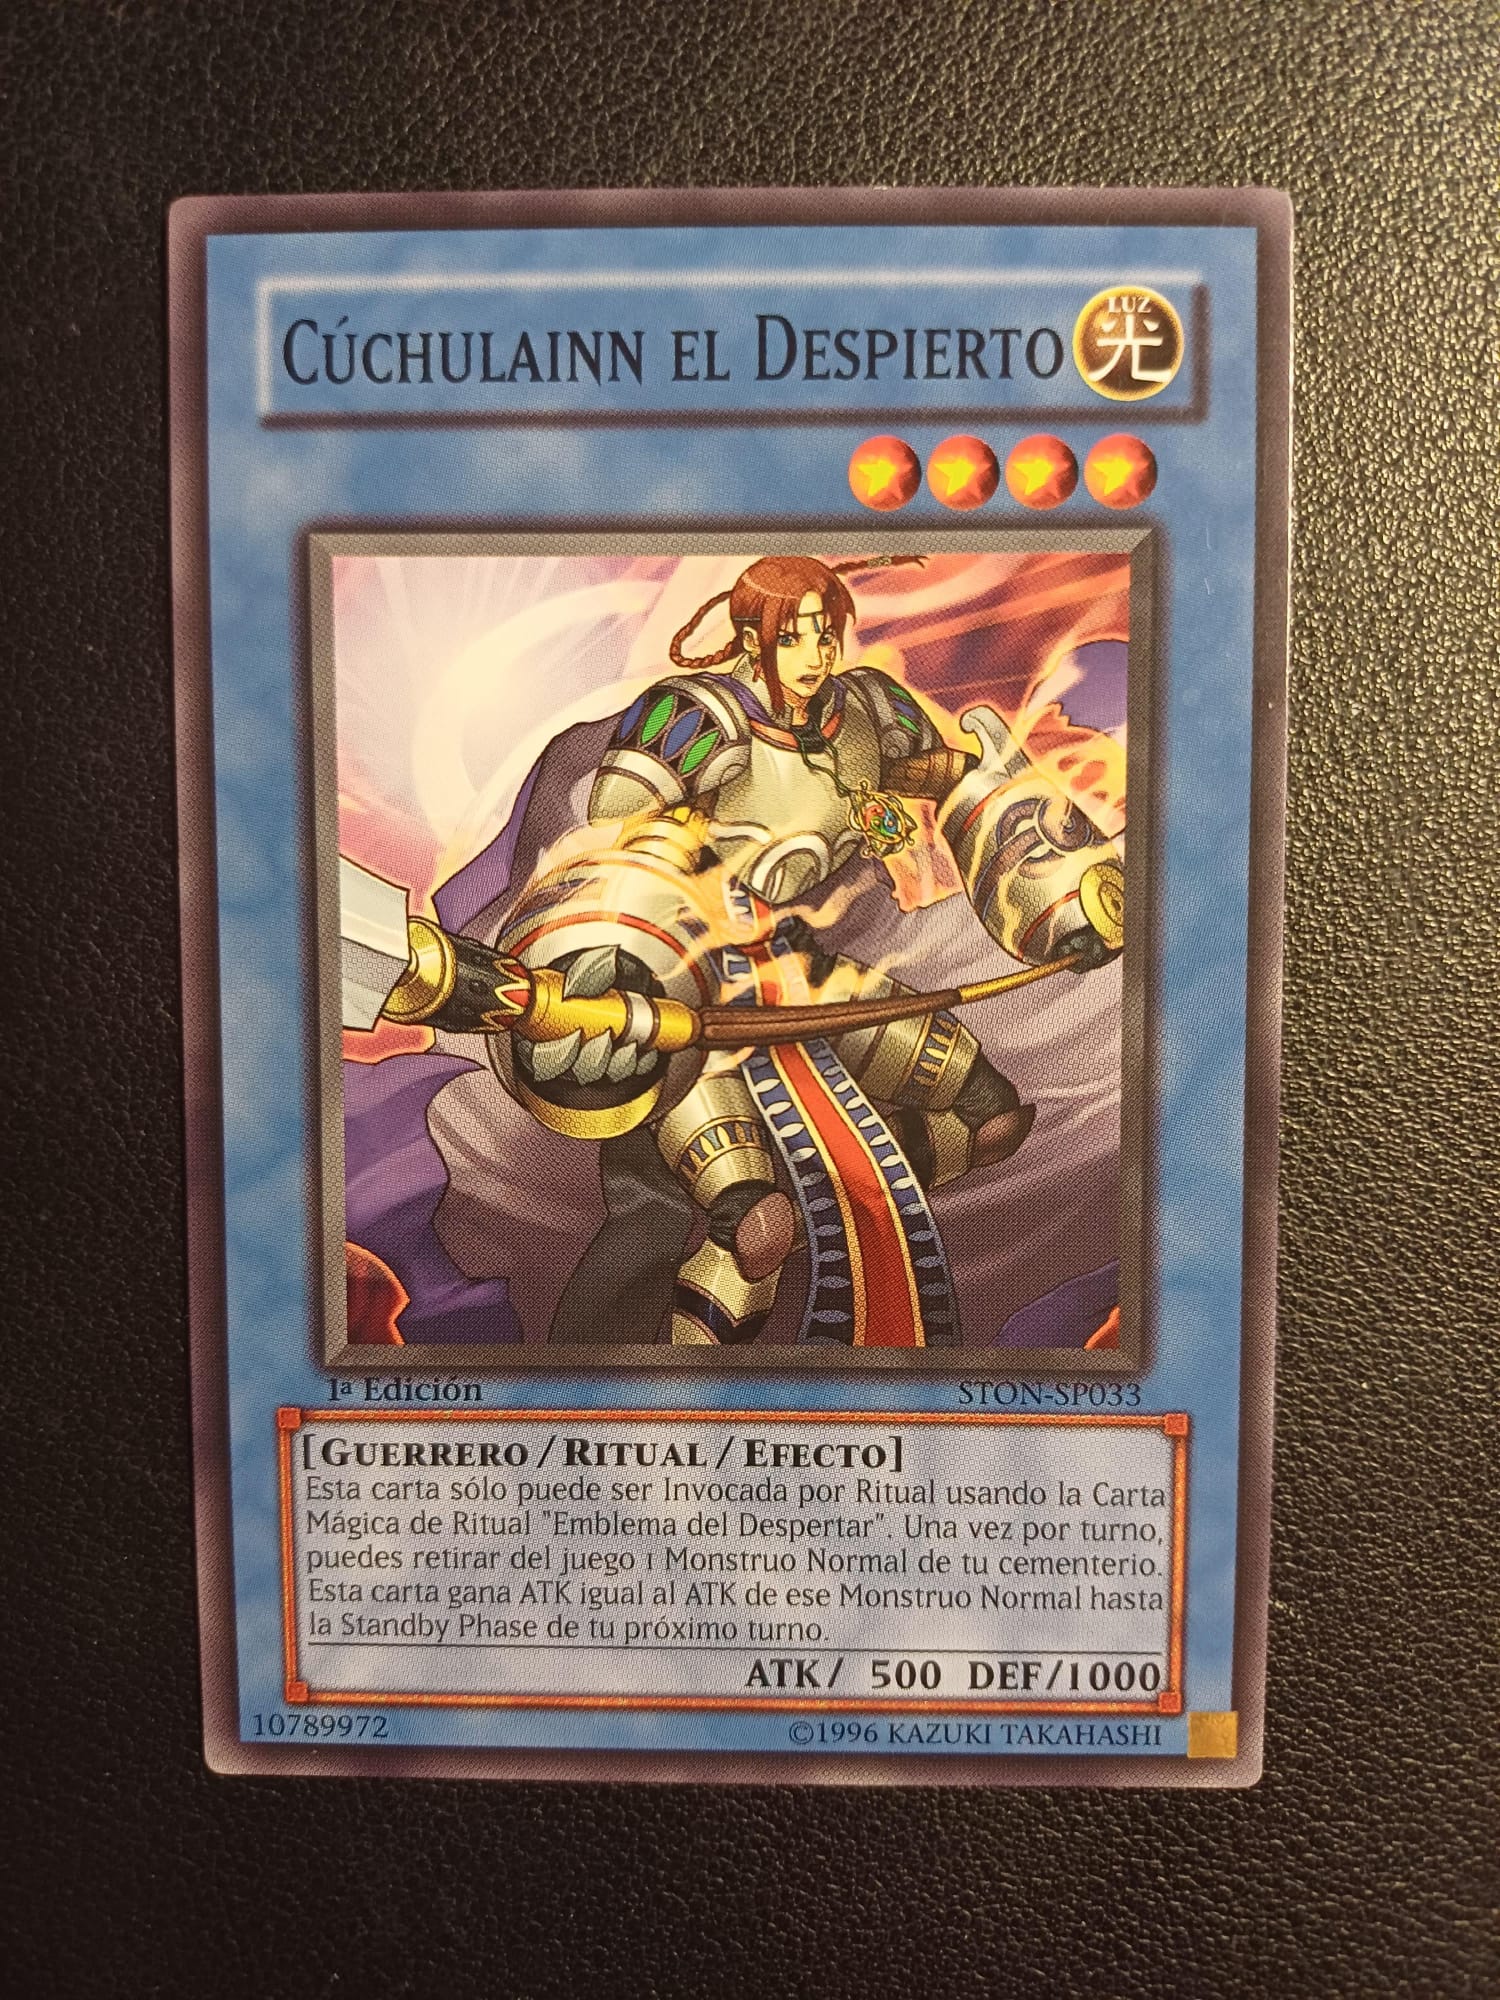 CÚCHULAINN EL DESPIERTO
LUZ
光
1ª Edición
STON-SP033
[GUERRERO/RITUAL/EFECTO]
Esta carta sólo puede ser Invocada por Ritual usando la Carta
Mágica de Ritual "Emblema del Despertar". Una vez por turno,
puedes retirar del juego 1 Monstruo Normal de tu cementerio.
Esta carta gana ATK igual al ATK de ese Monstruo Normal hasta
la Standby Phase de tu próximo turno.
ATK/ 500 DEF/1000
10789972
©1996 KAZUKI TAKAHASHI